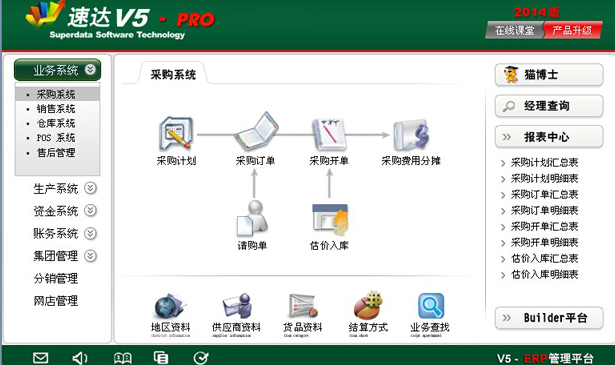 速达 V5 - PRO
Superdata Software Technology
2014版
在线课堂 产品升级
业务系统
采购系统
销售系统
仓库系统
POS 系统
售后管理
生产系统
资金系统
账务系统
集团管理
分销管理
网店管理
采购系统
采购计划
采购订单
TXT
采购开单
采购费用分摊
请购单
估价入库
地区资料
供应商资料
supplier information
货品资料
结算方式
业务查找
猫博士
经理查询
报表中心
采购计划汇总表
采购计划明细表
采购订单汇总表
采购订单明细表
采购开单汇总表
采购开单明细表
估价入库汇总表
估价入库明细表
Builder平台
V5 - ERP管理平台